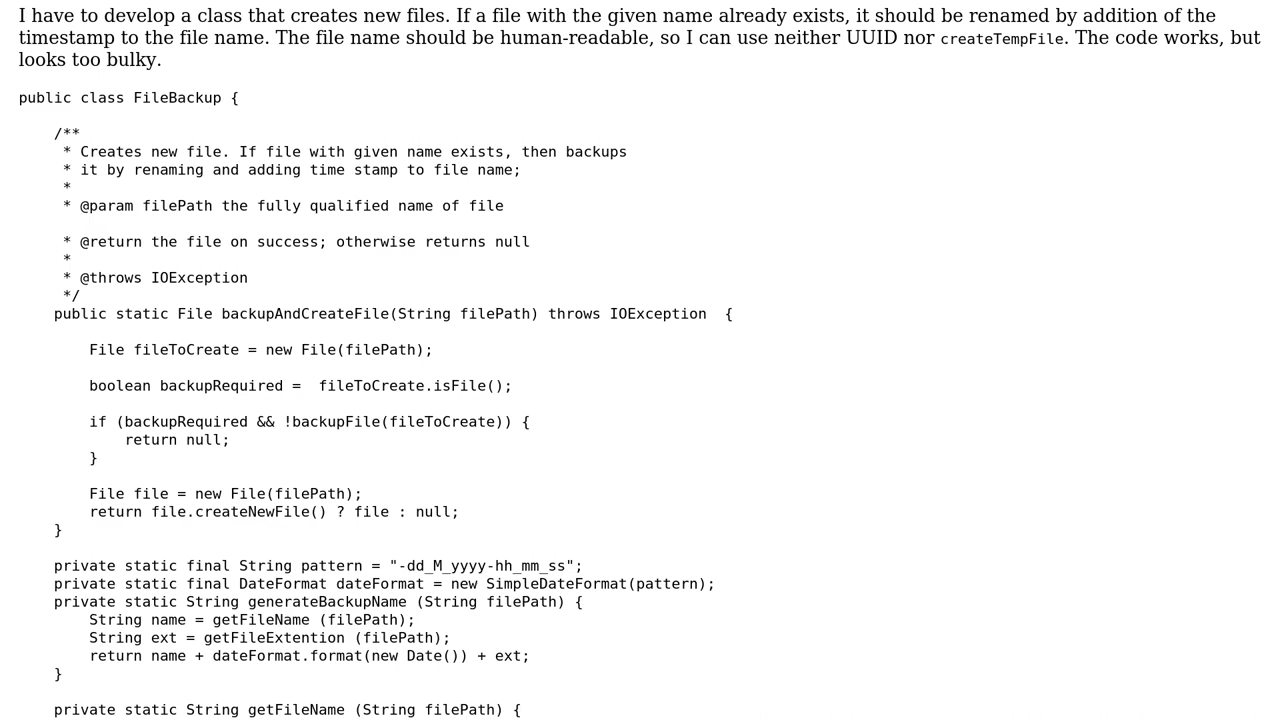 I have to develop a class that creates new files. If a file with the given name already exists, it should be renamed by addition of the
timestamp to the file name. The file name should be human-readable, so I can use neither UUID nor createTempFile. The code works, but
looks too bulky.
public class FileBackup {
    /**
     * Creates new file. If file with given name exists, then backups
     * it by renaming and adding time stamp to file name;
     *
     * @param filePath the fully qualified name of file
     * @return the file on success; otherwise returns null
     *
     * @throws IOException
     */
    public static File backupAndCreateFile(String filePath) throws IOException  {
        File fileToCreate = new File(filePath);
        boolean backupRequired =  fileToCreate.isFile();
        if (backupRequired && !backupFile(fileToCreate)) {
            return null;
        }
        File file = new File(filePath);
        return file.createNewFile() ? file : null;
    }
    private static final String pattern = "-dd_M_yyyy-hh_mm_ss";
    private static final DateFormat dateFormat = new SimpleDateFormat(pattern);
    private static String generateBackupName (String filePath) {
        String name = getFileName (filePath);
        String ext = getFileExtention (filePath);
        return name + dateFormat.format(new Date()) + ext;
    }
    private static String getFileName (String filePath) {